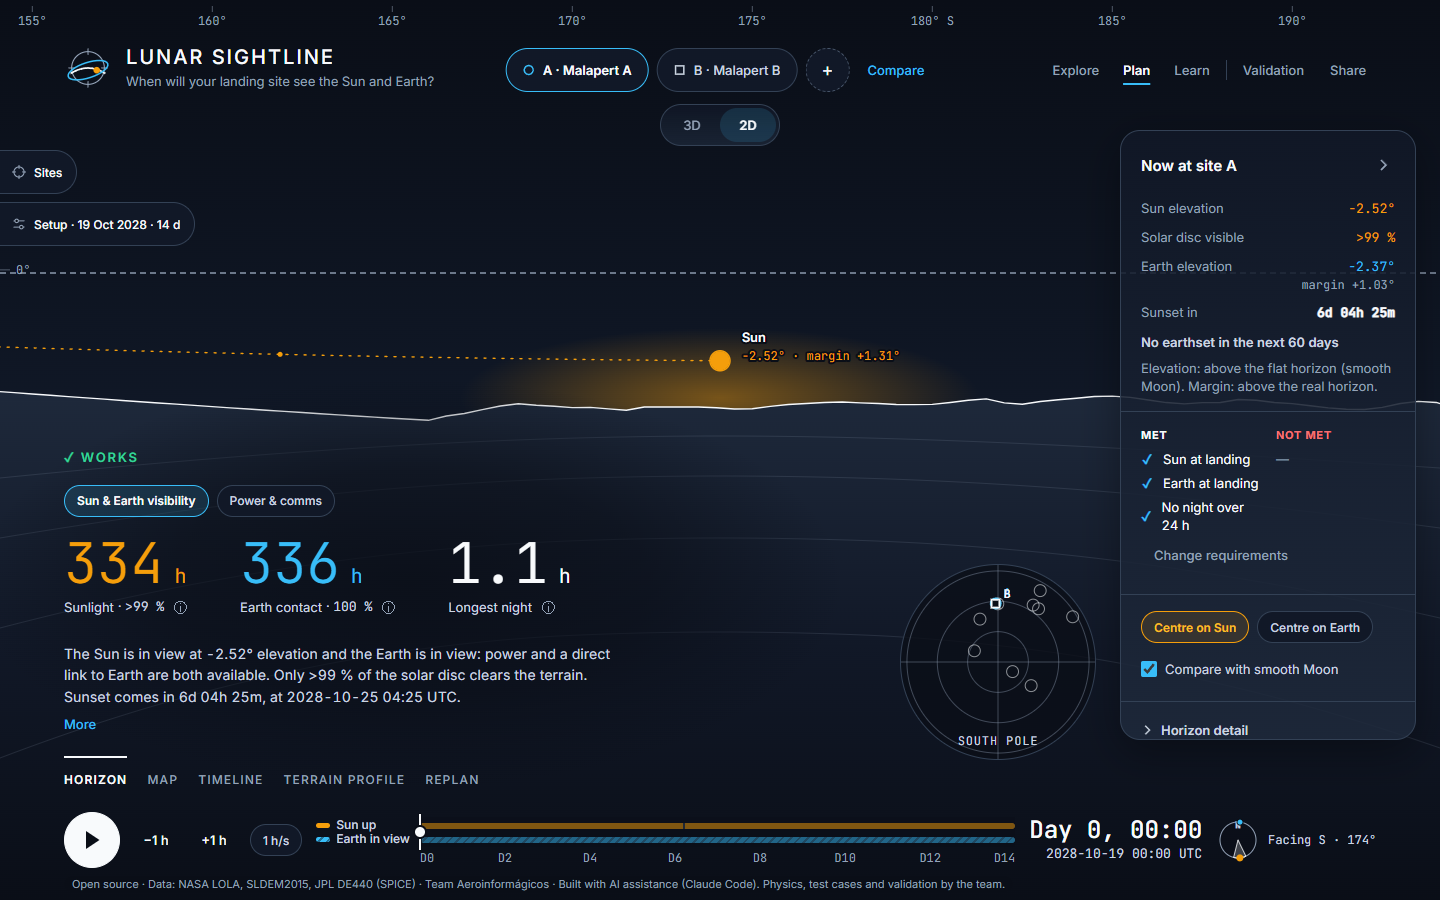 155° 160° 165° 170° 175° 180° S 185° 190°
LUNAR SIGHTLINE
When will your landing site see the Sun and Earth?
A · Malapert A
B · Malapert B
+
Compare
Explore
Plan
Learn
Validation
Share
3D 2D
Sites
Setup · 19 Oct 2028 · 14 d
0°
Sun
-2.52° · margin +1.31°
Now at site A
Sun elevation -2.52°
Solar disc visible >99 %
Earth elevation -2.37°
margin +1.03°
Sunset in 6d 04h 25m
No earthset in the next 60 days
Elevation: above the flat horizon (smooth
Moon). Margin: above the real horizon.
MET NOT MET
✓ Sun at landing —
✓ Earth at landing
✓ No night over
24 h
Change requirements
Centre on Sun
Centre on Earth
Compare with smooth Moon
Horizon detail
✓ WORKS
Sun & Earth visibility
Power & comms
334 h
336 h
1.1 h
Sunlight · >99 %
Earth contact · 100 %
Longest night
The Sun is in view at -2.52° elevation and the Earth is in view: power and a direct
link to Earth are both available. Only >99 % of the solar disc clears the terrain.
Sunset comes in 6d 04h 25m, at 2028-10-25 04:25 UTC.
More
B
SOUTH POLE
HORIZON MAP TIMELINE TERRAIN PROFILE REPLAN
−1 h
+1 h
1 h/s
Sun up
Earth in view
D0 D2 D4 D6 D8 D10 D12 D14
Day 0, 00:00
2028-10-19 00:00 UTC
N
Facing S · 174°
Open source · Data: NASA LOLA, SLDEM2015, JPL DE440 (SPICE) · Team Aeroinformágicos · Built with AI assistance (Claude Code). Physics, test cases and validation by the team.